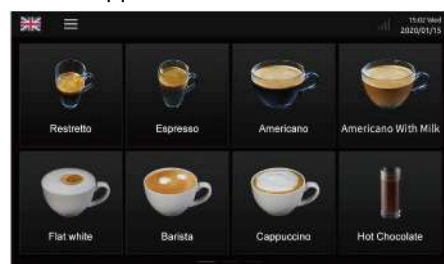 15:02 Wed
2020/01/15
Restretto
Espresso
Americano
Americano With Milk
Flat white
Barista
Cappuccino
Hot Chocolate